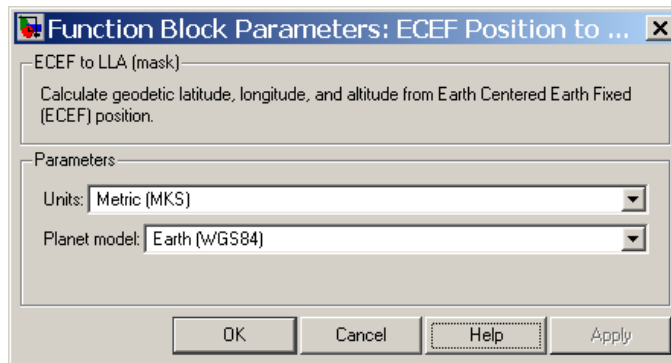 Function Block Parameters: ECEF Position to ...
ECEF to LLA (mask)
Calculate geodetic latitude, longitude, and altitude from Earth Centered Earth Fixed
(ECEF) position.
Parameters
Units: Metric (MKS)
Planet model: Earth (WGS84)
OK Cancel Help Apply